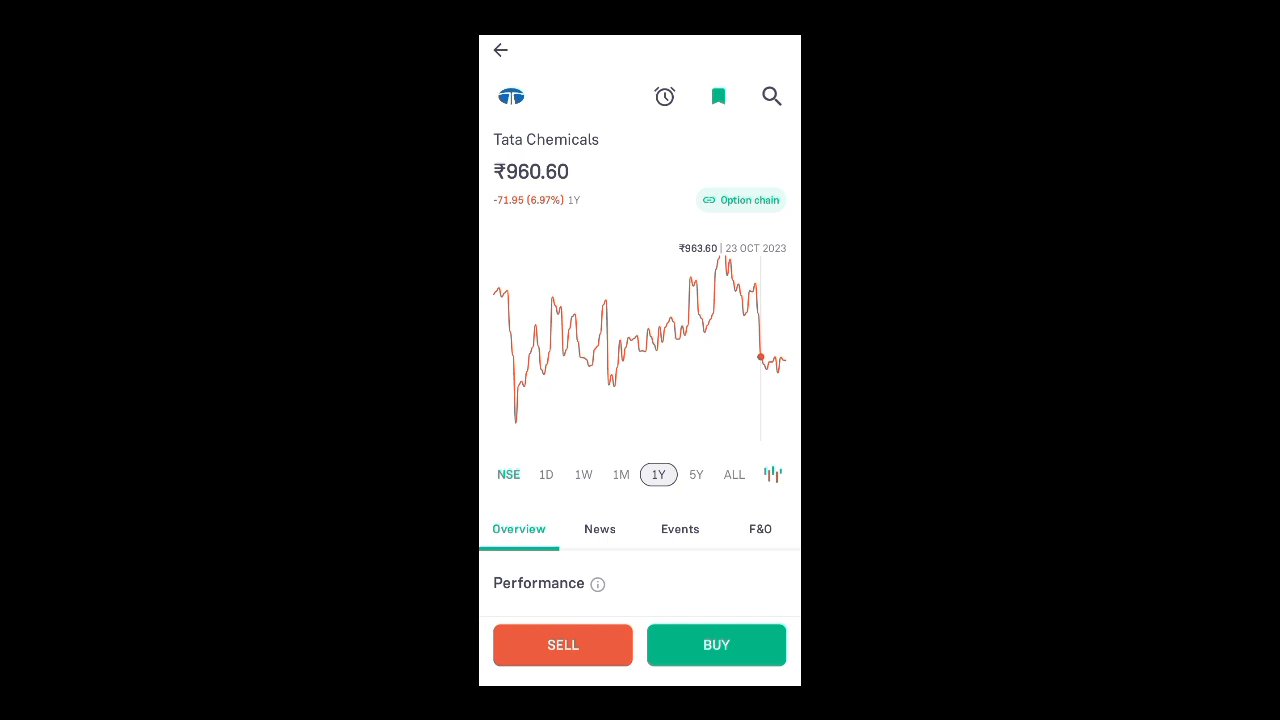 Tata Chemicals
₹960.60
-71.95 (6.97%) 1Y
Option chain
₹963.60 | 23 OCT 2023
NSE 1D 1W 1M 1Y 5Y ALL
Overview News Events F&O
Performance
SELL BUY